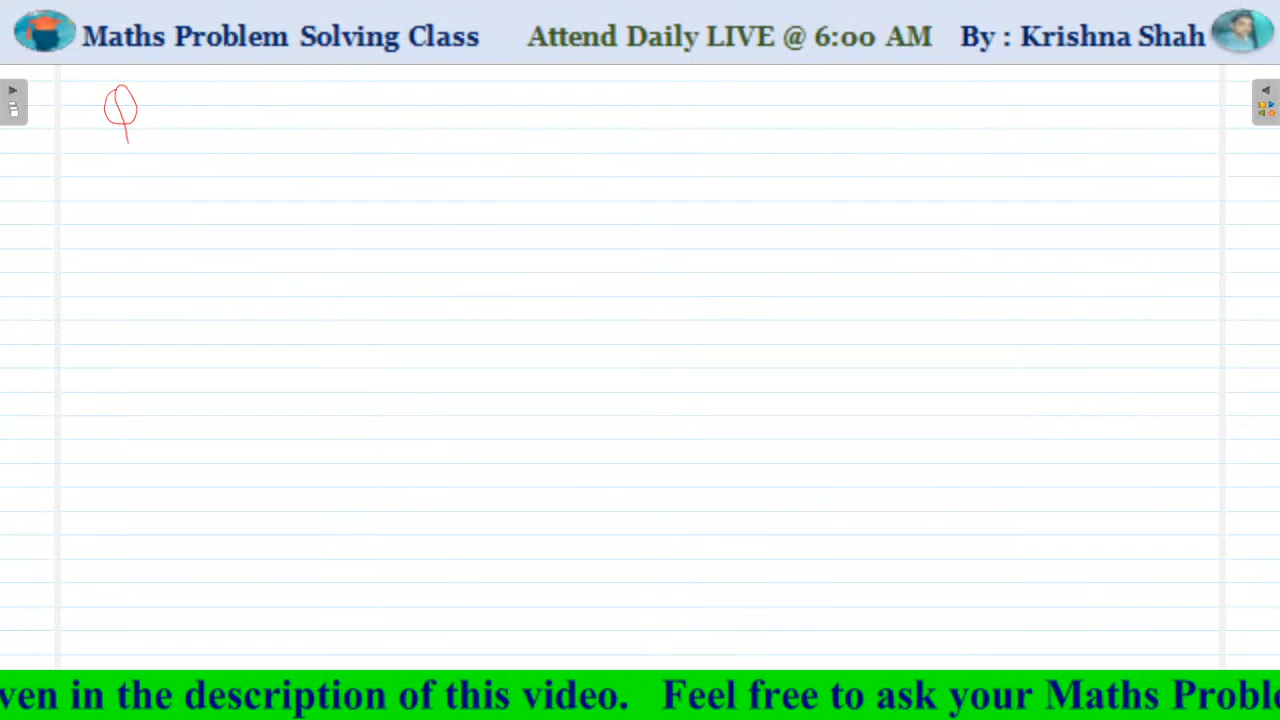 Maths Problem Solving Class Attend Daily LIVE @ 6:00 AM By : Krishna Shah
Q
ven in the description of this video. Feel free to ask your Maths Proble